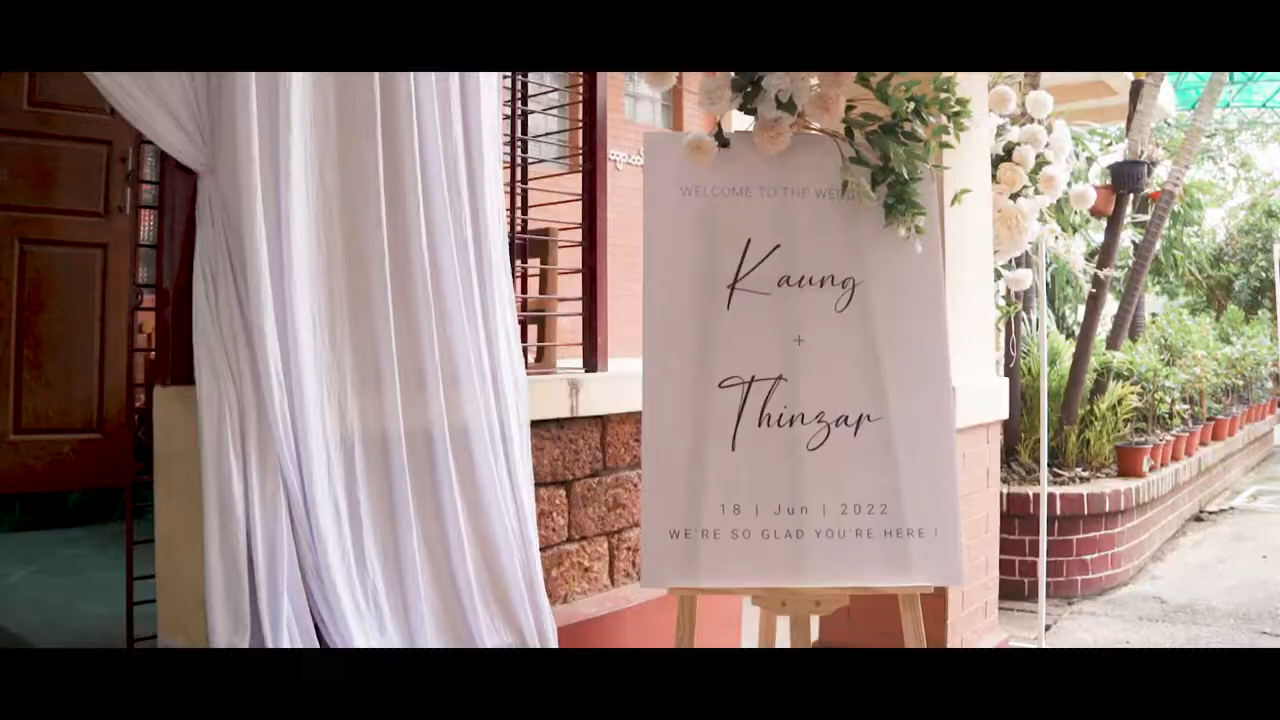 WELCOME TO THE
Kaung
+
Thinzar
18 | Jun | 2022
WE'RE SO GLAD YOU'RE HERE !